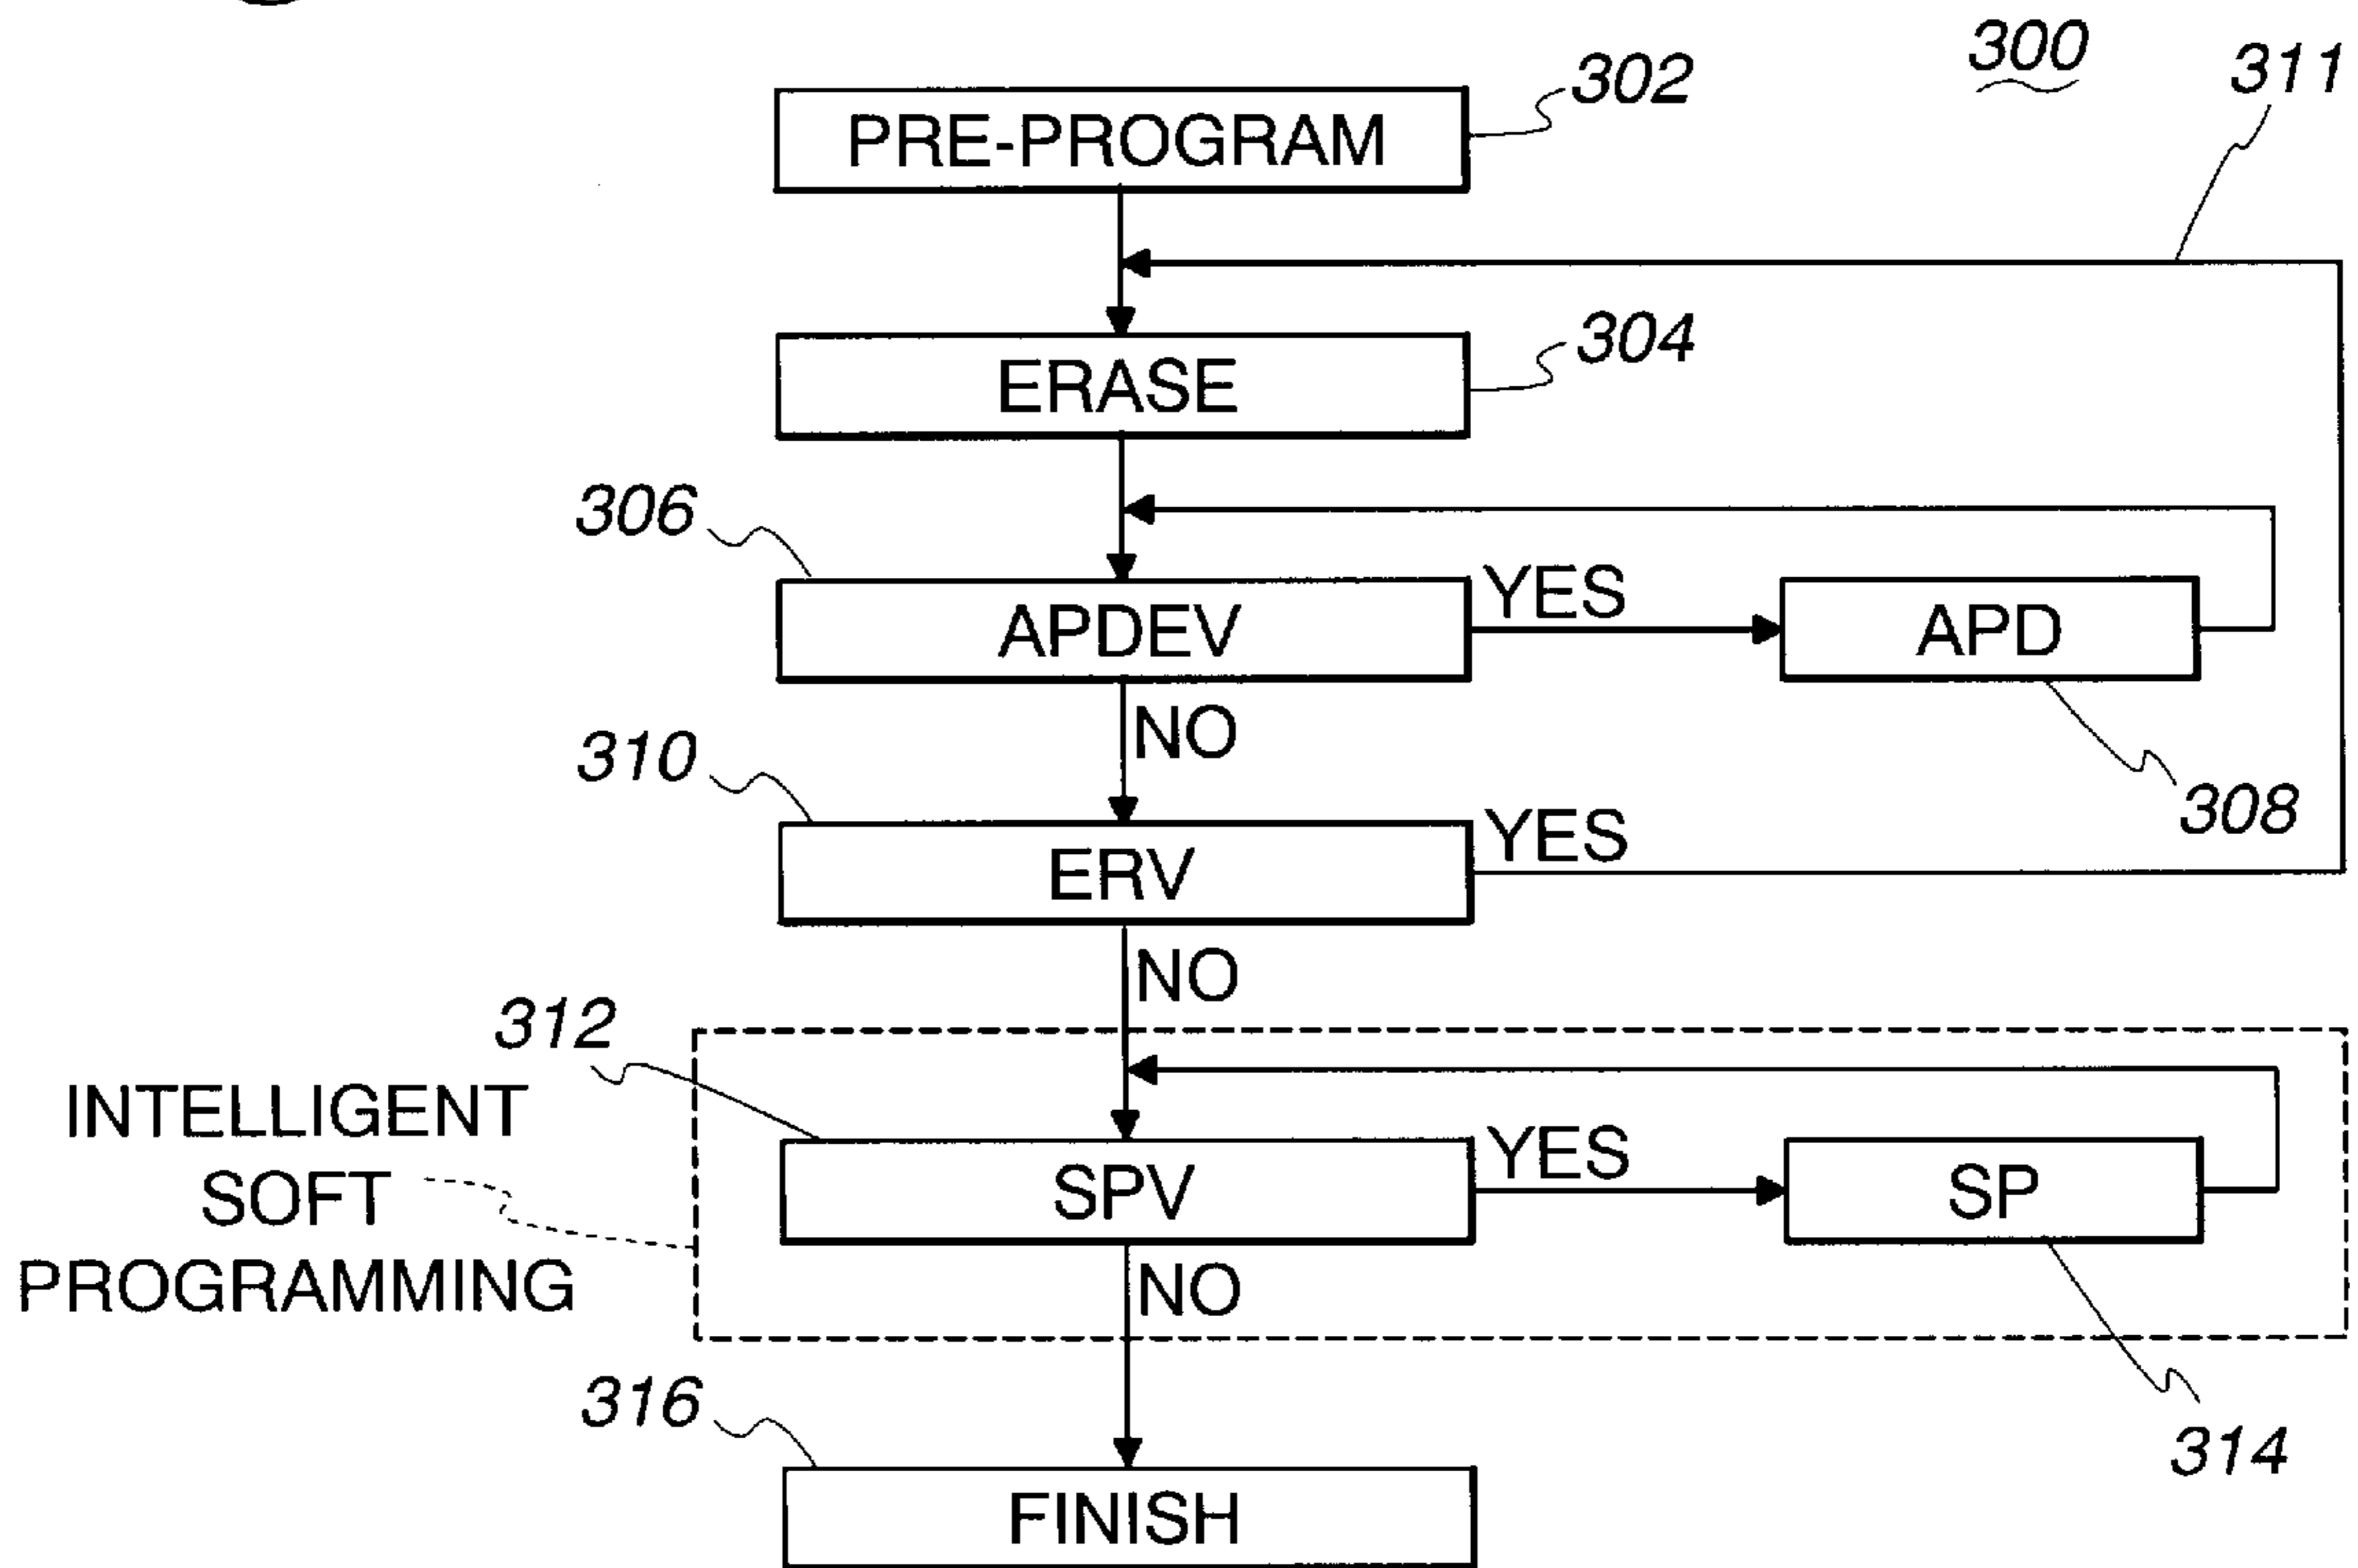 300
311
302
PRE-PROGRAM
304
ERASE
306
APDEV
YES
APD
NO
308
310
ERV
YES
NO
312
INTELLIGENT
SOFT
PROGRAMMING
SPV
YES
SP
NO
314
316
FINISH